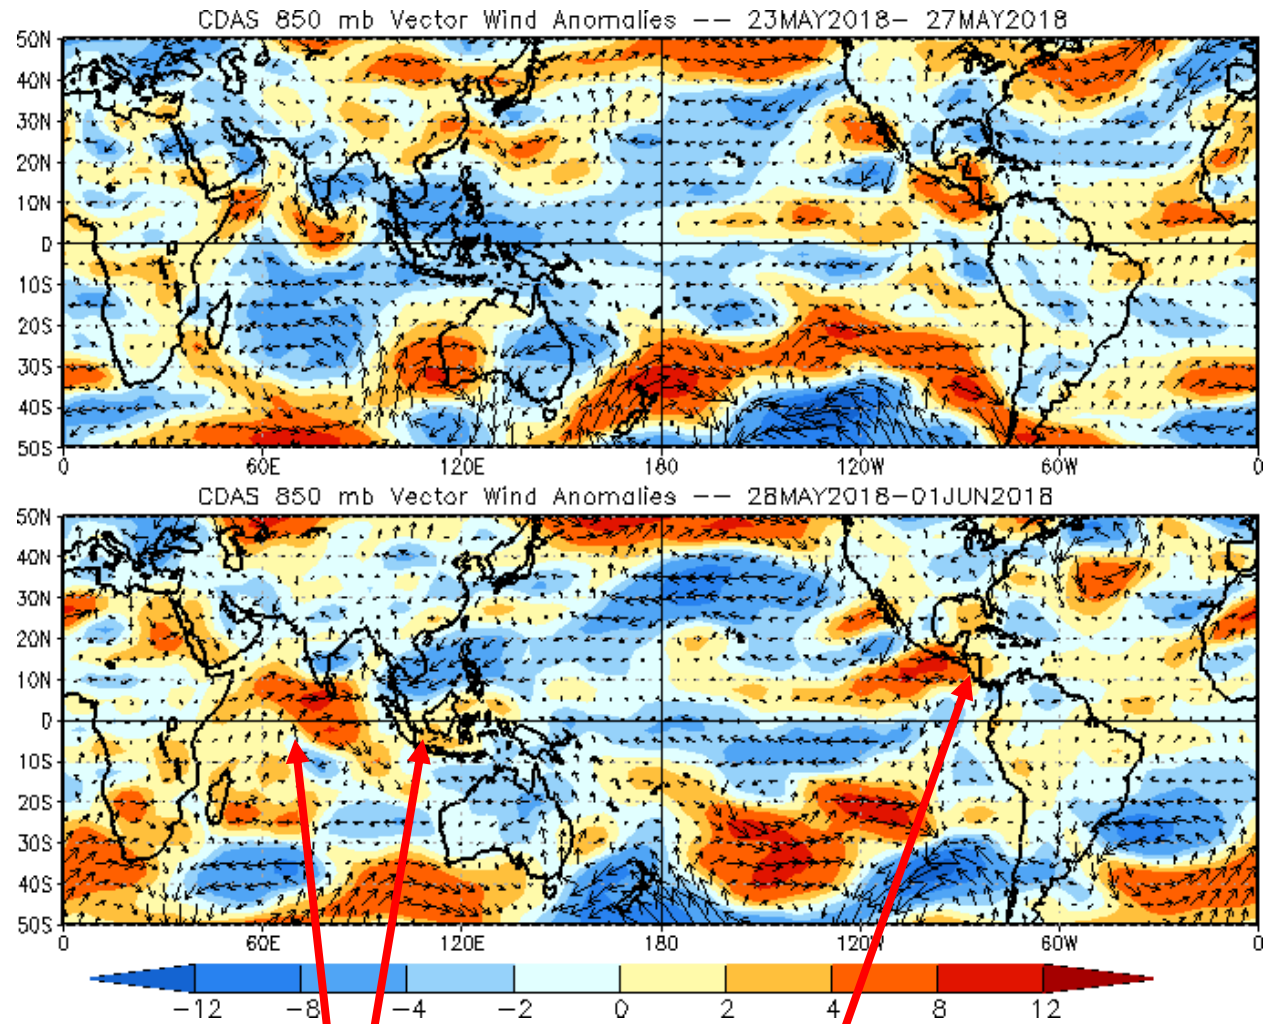 CDAS 850 mb Vector Wind Anomalies -- 23MAY2018- 27MAY2018
50N
40N
30N
20N
10N
0
10S
20S
30S
40S
50S
0 60E 120E 180 120W 60W 0
CDAS 850 mb Vector Wind Anomalies -- 28MAY2018-01JUN2018
50N
40N
30N
20N
10N
0
10S
20S
30S
40S
50S
0 60E 120E 180 120W 60W 0
-12 -8 -4 -2 0 2 4 8 12